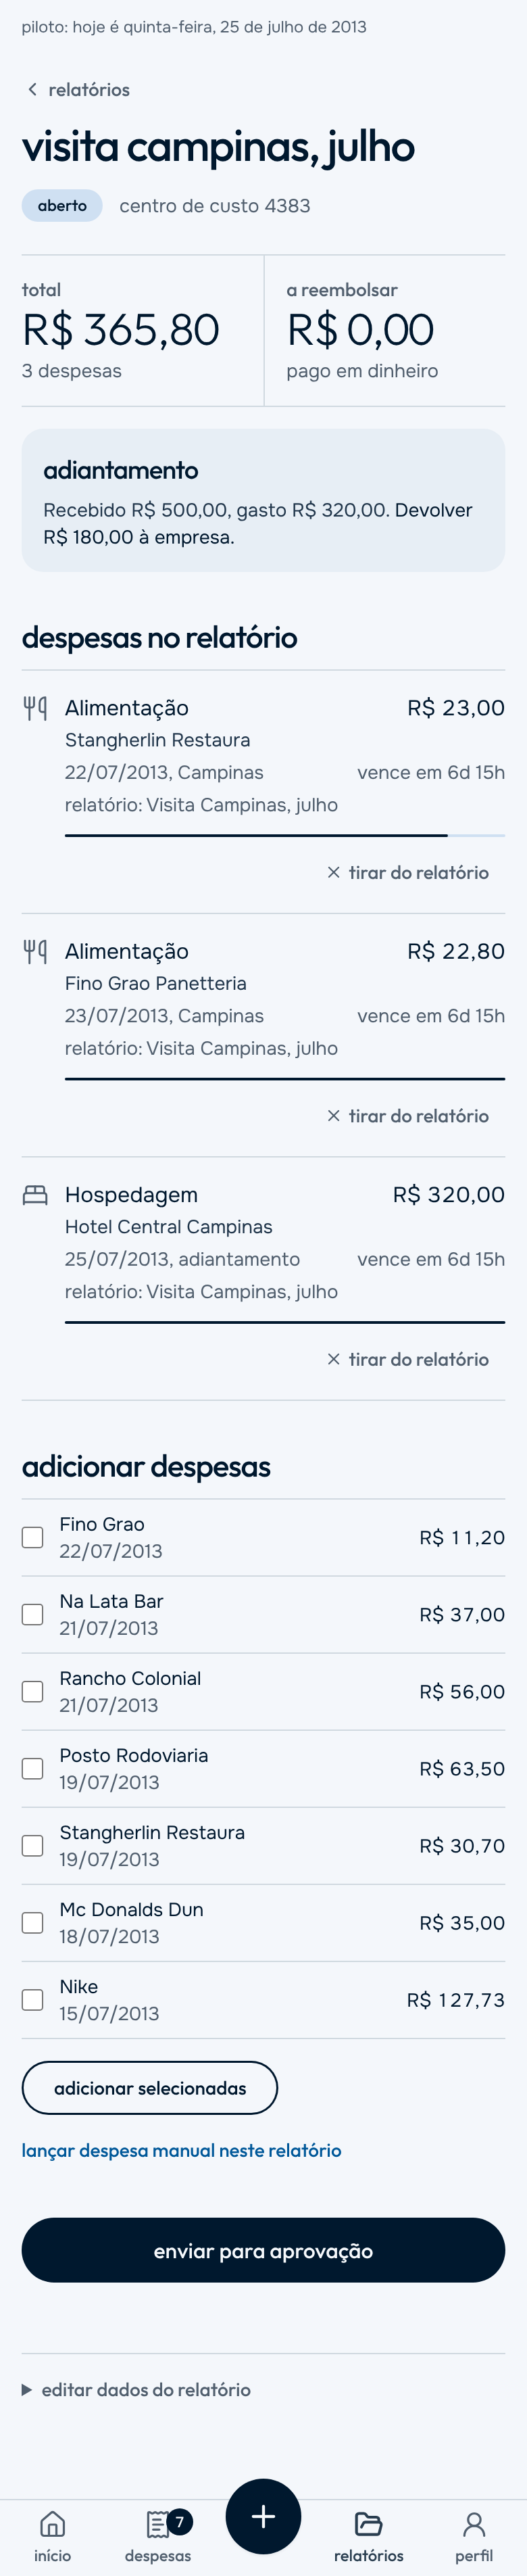 piloto: hoje é quinta-feira, 25 de julho de 2013
relatórios
visita campinas, julho
aberto
centro de custo 4383
total
R$ 365,80
3 despesas
a reembolsar
R$ 0,00
pago em dinheiro
adiantamento
Recebido R$ 500,00, gasto R$ 320,00. Devolver
R$ 180,00 à empresa.
despesas no relatório
Alimentação R$ 23,00
Stangherlin Restaura
22/07/2013, Campinas vence em 6d 15h
relatório: Visita Campinas, julho
tirar do relatório
Alimentação R$ 22,80
Fino Grao Panetteria
23/07/2013, Campinas vence em 6d 15h
relatório: Visita Campinas, julho
tirar do relatório
Hospedagem R$ 320,00
Hotel Central Campinas
25/07/2013, adiantamento vence em 6d 15h
relatório: Visita Campinas, julho
tirar do relatório
adicionar despesas
Fino Grao
22/07/2013
R$ 11,20
Na Lata Bar
21/07/2013
R$ 37,00
Rancho Colonial
21/07/2013
R$ 56,00
Posto Rodoviaria
19/07/2013
R$ 63,50
Stangherlin Restaura
19/07/2013
R$ 30,70
Mc Donalds Dun
18/07/2013
R$ 35,00
Nike
15/07/2013
R$ 127,73
adicionar selecionadas
lançar despesa manual neste relatório
enviar para aprovação
editar dados do relatório
início
7
despesas
relatórios
perfil